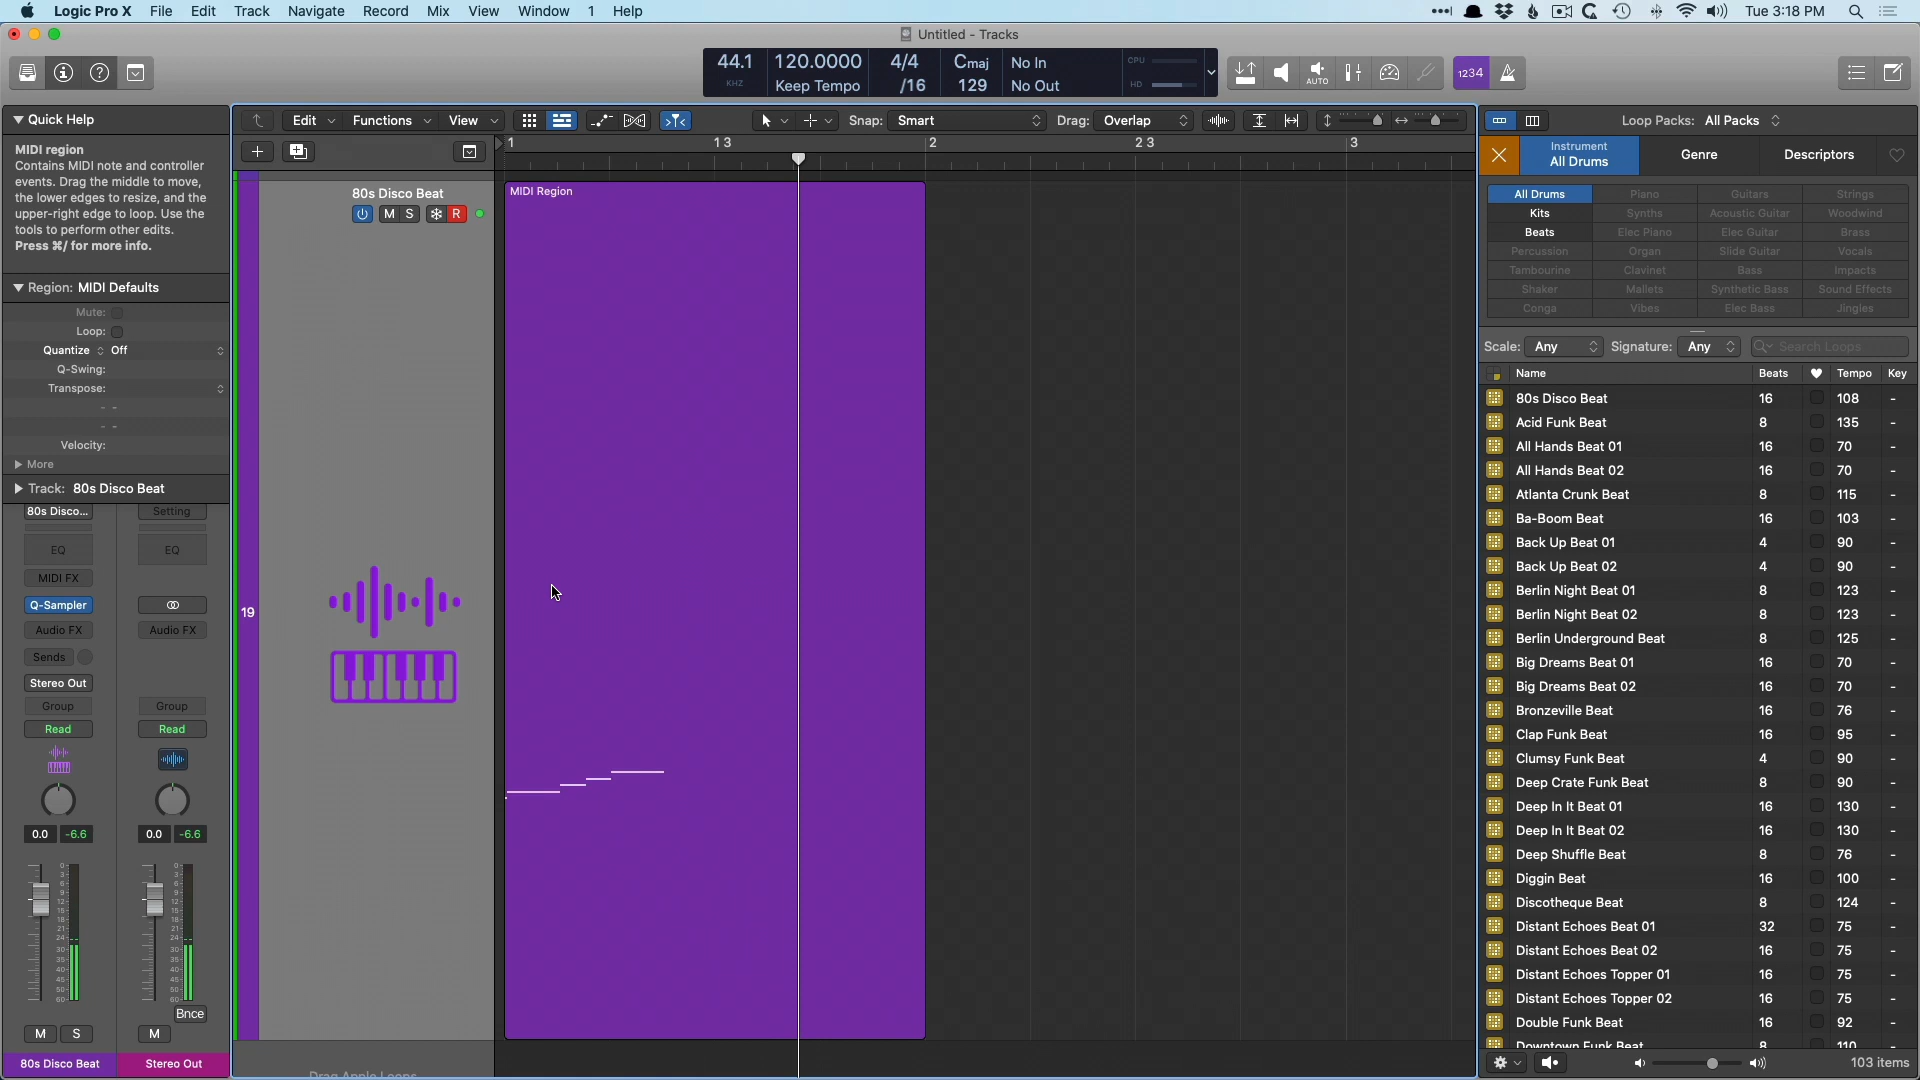 Logic Pro X File Edit Track Navigate Record Mix View Window 1 Help
Tue 3:18 PM
Untitled - Tracks
44.1
KHZ
120.0000
Keep Tempo
4/4
/16
Cmaj
129
No In
No Out
CPU
HD
AUTO
1234
Quick Help
MIDI region
Contains MIDI note and controller
events. Drag the middle to move,
the lower edges to resize, and the
upper-right edge to loop. Use the
tools to perform other edits.
Press ⌘/ for more info.
Region: MIDI Defaults
Mute:
Loop:
Quantize Off
Q-Swing:
Transpose:
Velocity:
More
Track: 80s Disco Beat
80s Disco... Setting
EQ EQ
MIDI FX
Q-Sampler
Audio FX Audio FX
Sends
Stereo Out
Group Group
Read Read
0.0 -6.6 0.0 -6.6
Bnce
M S M
80s Disco Beat Stereo Out
Edit Functions View
Snap: Smart
Drag: Overlap
1 1 3 2 2 3 3
80s Disco Beat
M S R
19
MIDI Region
Drag Apple Loops
Loop Packs: All Packs
Instrument
All Drums
Genre
Descriptors
All Drums Piano Guitars Strings
Kits Synths Acoustic Guitar Woodwind
Beats Elec Piano Elec Guitar Brass
Percussion Organ Slide Guitar Vocals
Tambourine Clavinet Bass Impacts
Shaker Mallets Synthetic Bass Sound Effects
Conga Vibes Elec Bass Jingles
Scale: Any Signature: Any Search Loops
Name Beats Tempo Key
80s Disco Beat 16 108 -
Acid Funk Beat 8 135 -
All Hands Beat 01 16 70 -
All Hands Beat 02 16 70 -
Atlanta Crunk Beat 8 115 -
Ba-Boom Beat 16 103 -
Back Up Beat 01 4 90 -
Back Up Beat 02 4 90 -
Berlin Night Beat 01 8 123 -
Berlin Night Beat 02 8 123 -
Berlin Underground Beat 8 125 -
Big Dreams Beat 01 16 70 -
Big Dreams Beat 02 16 70 -
Bronzeville Beat 16 76 -
Clap Funk Beat 16 95 -
Clumsy Funk Beat 4 90 -
Deep Crate Funk Beat 8 90 -
Deep In It Beat 01 16 130 -
Deep In It Beat 02 16 130 -
Deep Shuffle Beat 8 76 -
Diggin Beat 16 100 -
Discotheque Beat 8 124 -
Distant Echoes Beat 01 32 75 -
Distant Echoes Beat 02 16 75 -
Distant Echoes Topper 01 16 75 -
Distant Echoes Topper 02 16 75 -
Double Funk Beat 16 92 -
Downtown Funk Beat 8 110 -
103 items